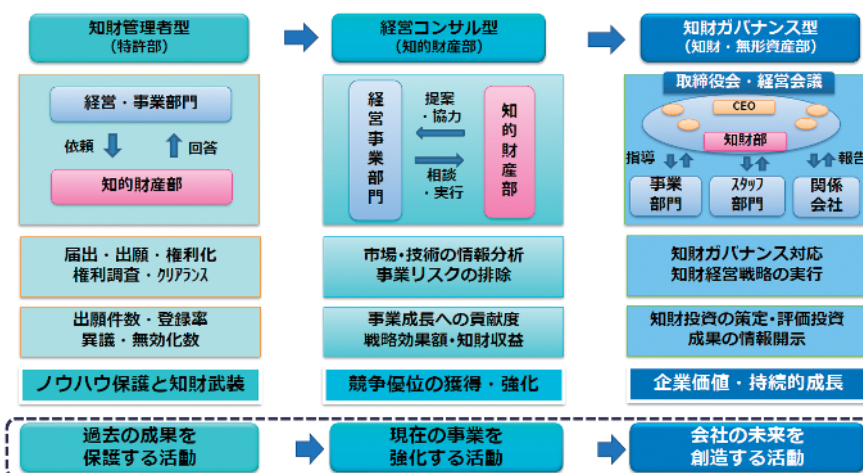 知財管理者型
(特許部)
経営・事業部門
依頼
回答
知的財産部
届出・出願・権利化
権利調査・クリアランス
出願件数・登録率
異議・無効化数
ノウハウ保護と知財武装
過去の成果を
保護する活動
経営コンサル型
(知的財産部)
経営事業部門
提案
・協力
相談
・実行
知的財産部
市場・技術の情報分析
事業リスクの排除
事業成長への貢献度
戦略効果額・知財収益
競争優位の獲得・強化
現在の事業を
強化する活動
知財ガバナンス型
(知財・無形資産部)
取締役会・経営会議
CEO
知財部
指導
報告
事業
部門
スタッフ
部門
関係
会社
知財ガバナンス対応
知財経営戦略の実行
知財投資の策定・評価投資
成果の情報開示
企業価値・持続的成長
会社の未来を
創造する活動